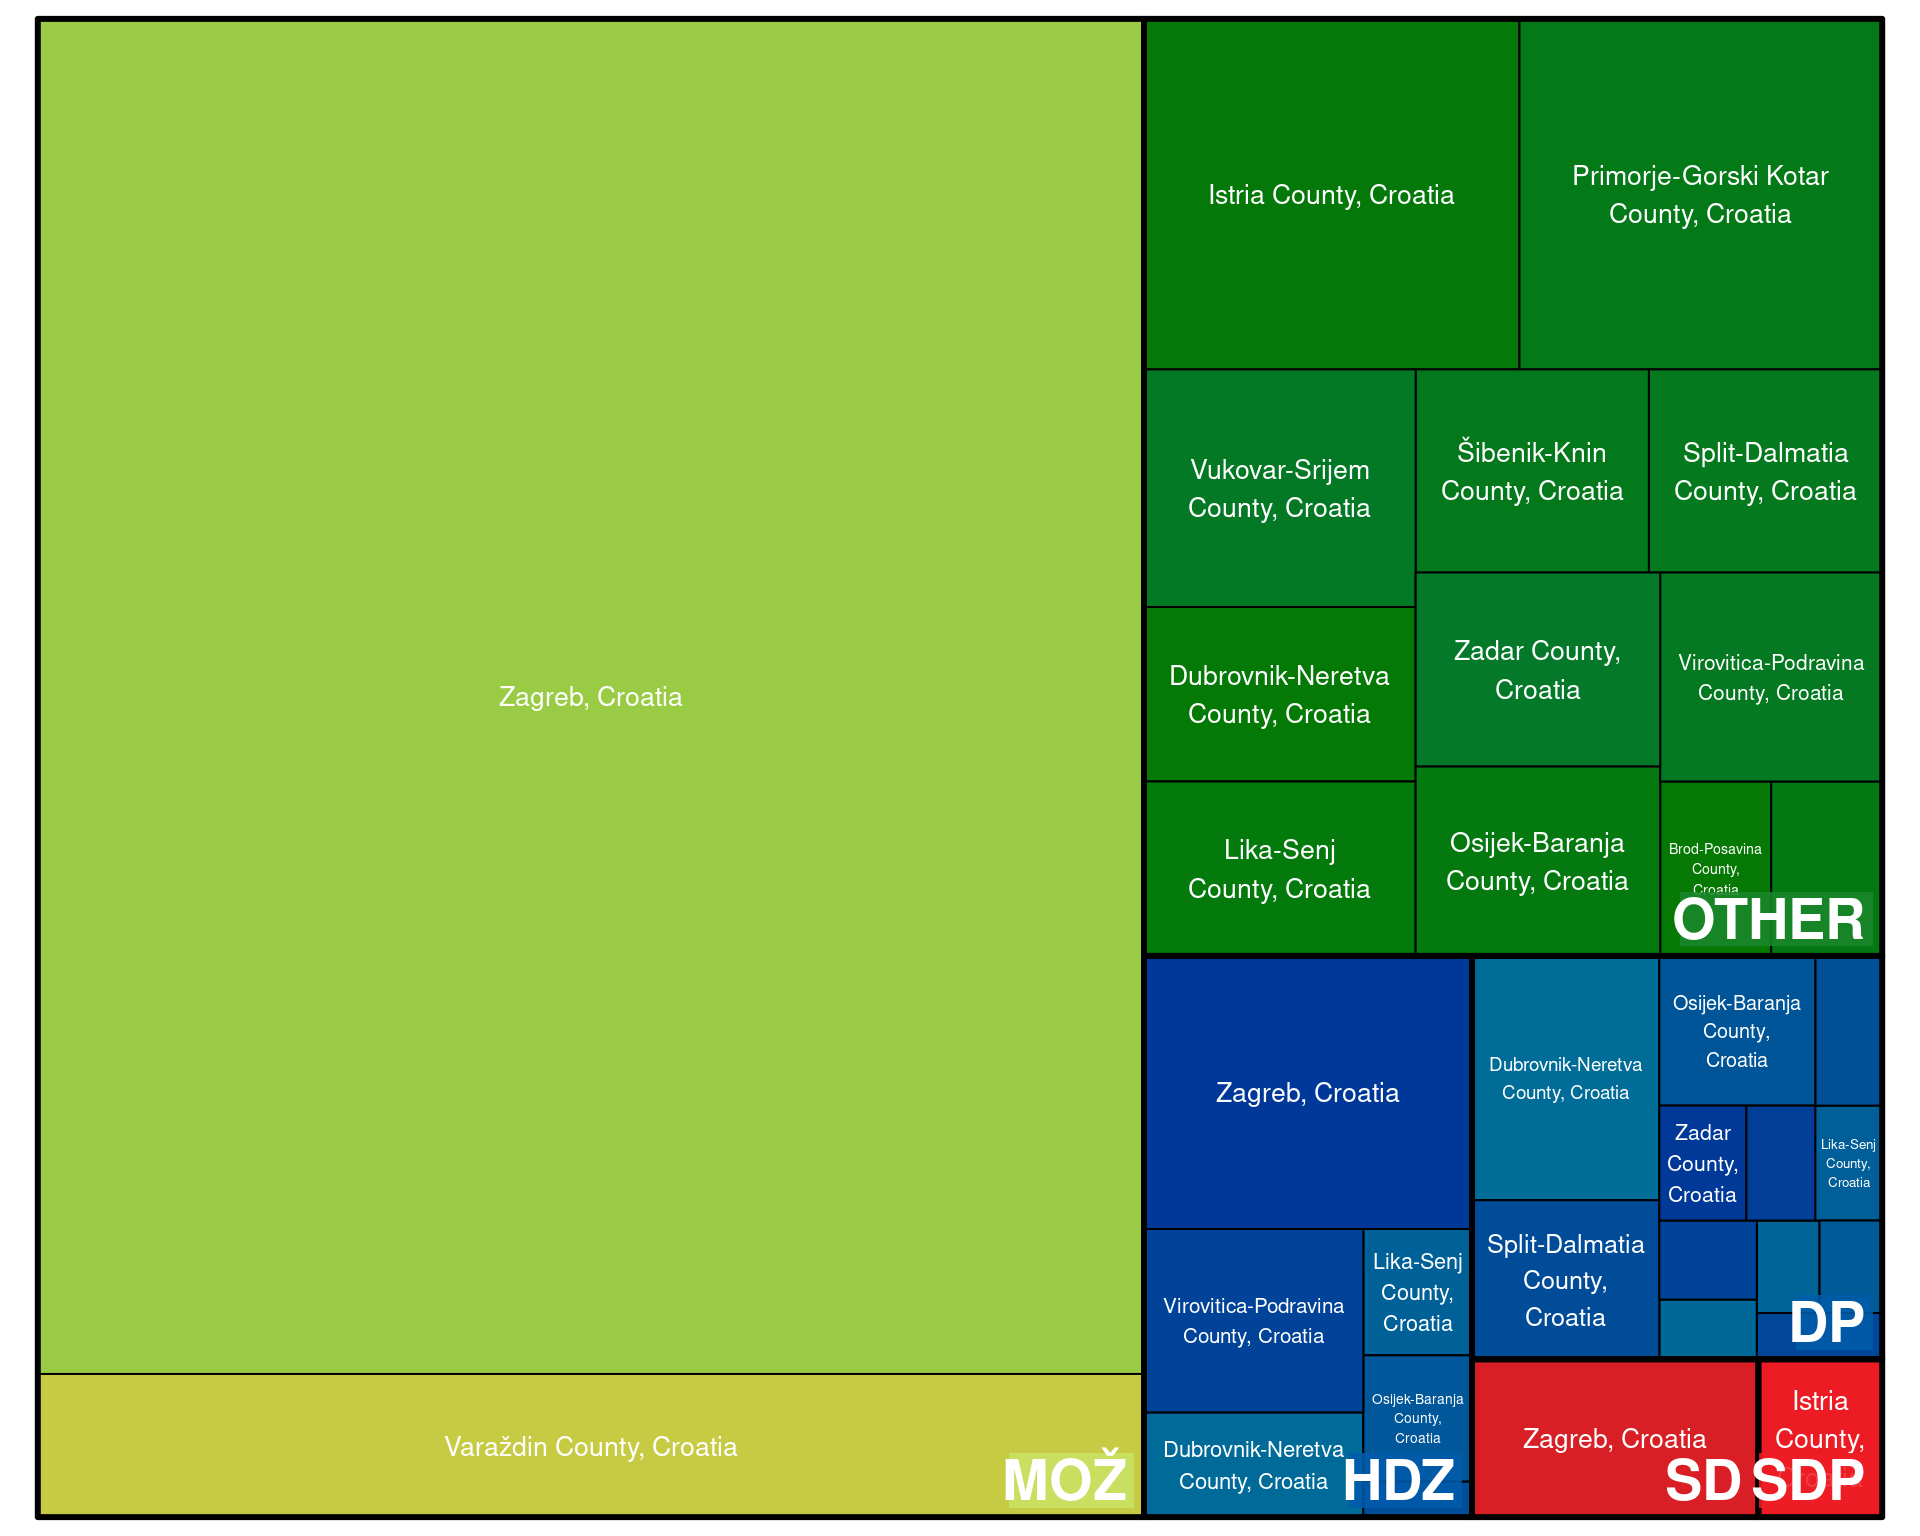 Zagreb, Croatia
Varaždin County, Croatia
MOŽ
Istria County, Croatia
Primorje-Gorski Kotar
County, Croatia
Vukovar-Srijem
County, Croatia
Šibenik-Knin
County, Croatia
Split-Dalmatia
County, Croatia
Dubrovnik-Neretva
County, Croatia
Zadar County,
Croatia
Virovitica-Podravina
County, Croatia
Lika-Senj
County, Croatia
Osijek-Baranja
County, Croatia
Brod-Posavina
County,
Croatia
OTHER
Zagreb, Croatia
Virovitica-Podravina
County, Croatia
Lika-Senj
County,
Croatia
Osijek-Baranja
County,
Croatia
Dubrovnik-Neretva
County, Croatia
HDZ
Dubrovnik-Neretva
County, Croatia
Osijek-Baranja
County,
Croatia
Zadar
County,
Croatia
Lika-Senj
County,
Croatia
Split-Dalmatia
County,
Croatia
DP
Zagreb, Croatia
SD
Istria
County,
SDP